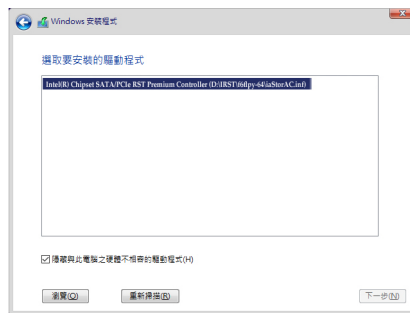 Windows 安裝程式
選取要安裝的驅動程式
Intel(R) Chipset SATA/PCIe RST Premium Controller (D:\IRST\f6flpy-64\iaStorAC.inf)
隱藏與此電腦之硬體不相容的驅動程式(H)
瀏覽(O)
重新掃描(R)
下一步(N)